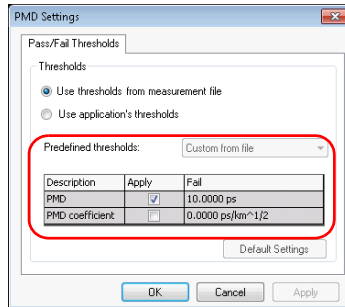 PMD Settings
Pass/Fail Thresholds
Thresholds
Use thresholds from measurement file
Use application's thresholds
Predefined thresholds: Custom from file
Description Apply Fail
PMD 10.0000 ps
PMD coefficient 0.0000 ps/km^1/2
Default Settings
OK Cancel Apply